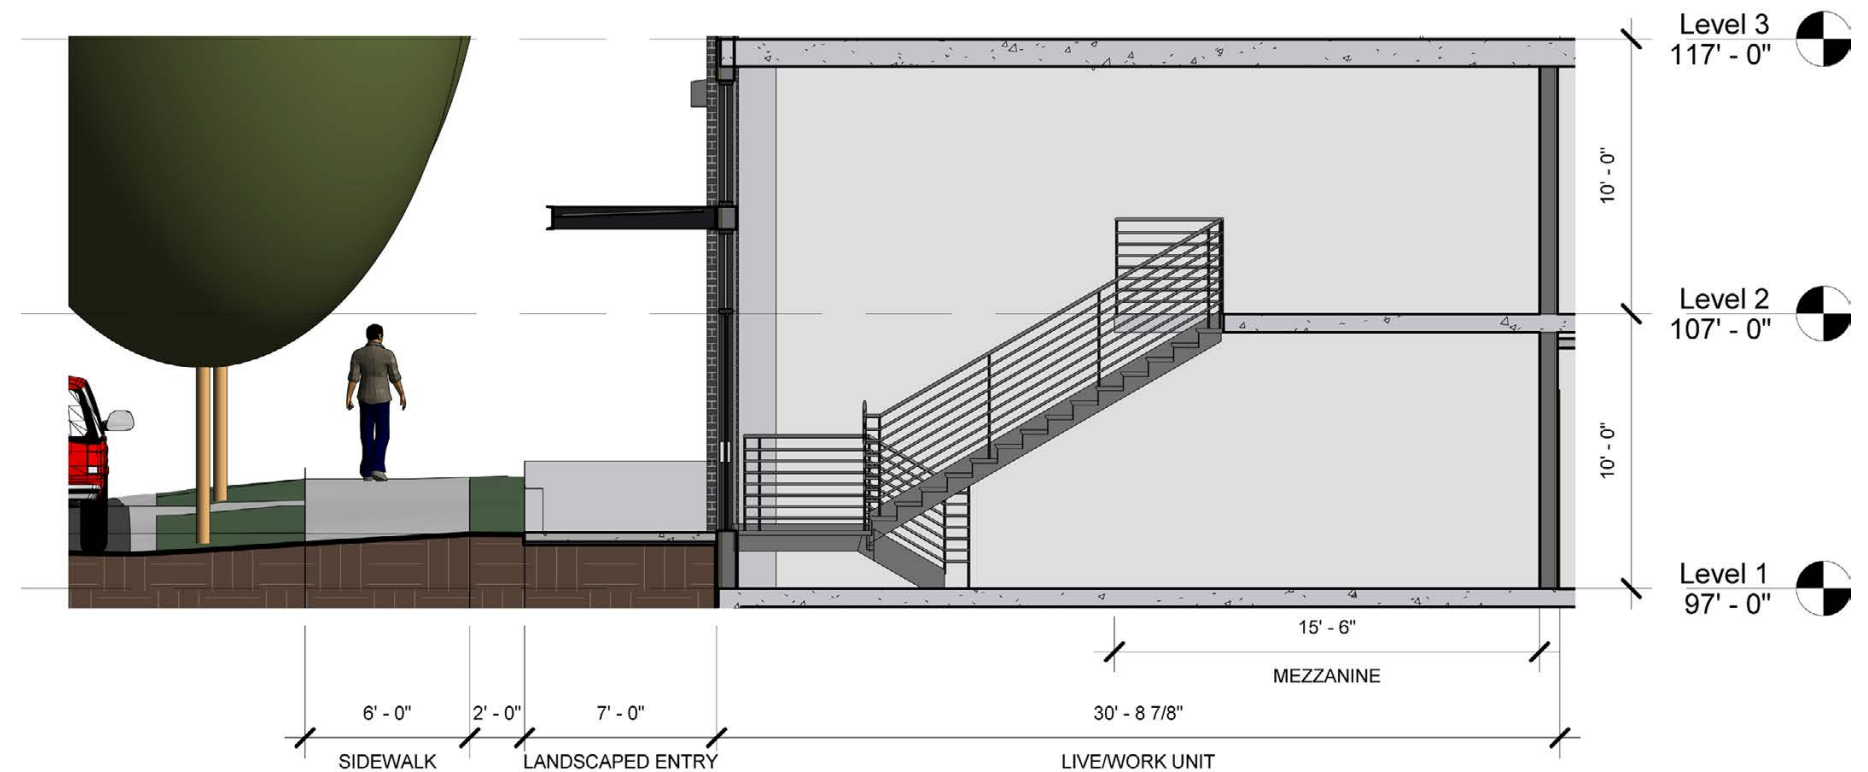 Level 3
117' - 0"
10' - 0"
Level 2
107' - 0"
10' - 0"
Level 1
97' - 0"
15' - 6"
MEZZANINE
6' - 0"
2' - 0"
7' - 0"
30' - 8 7/8"
SIDEWALK
LANDSCAPED ENTRY
LIVE/WORK UNIT